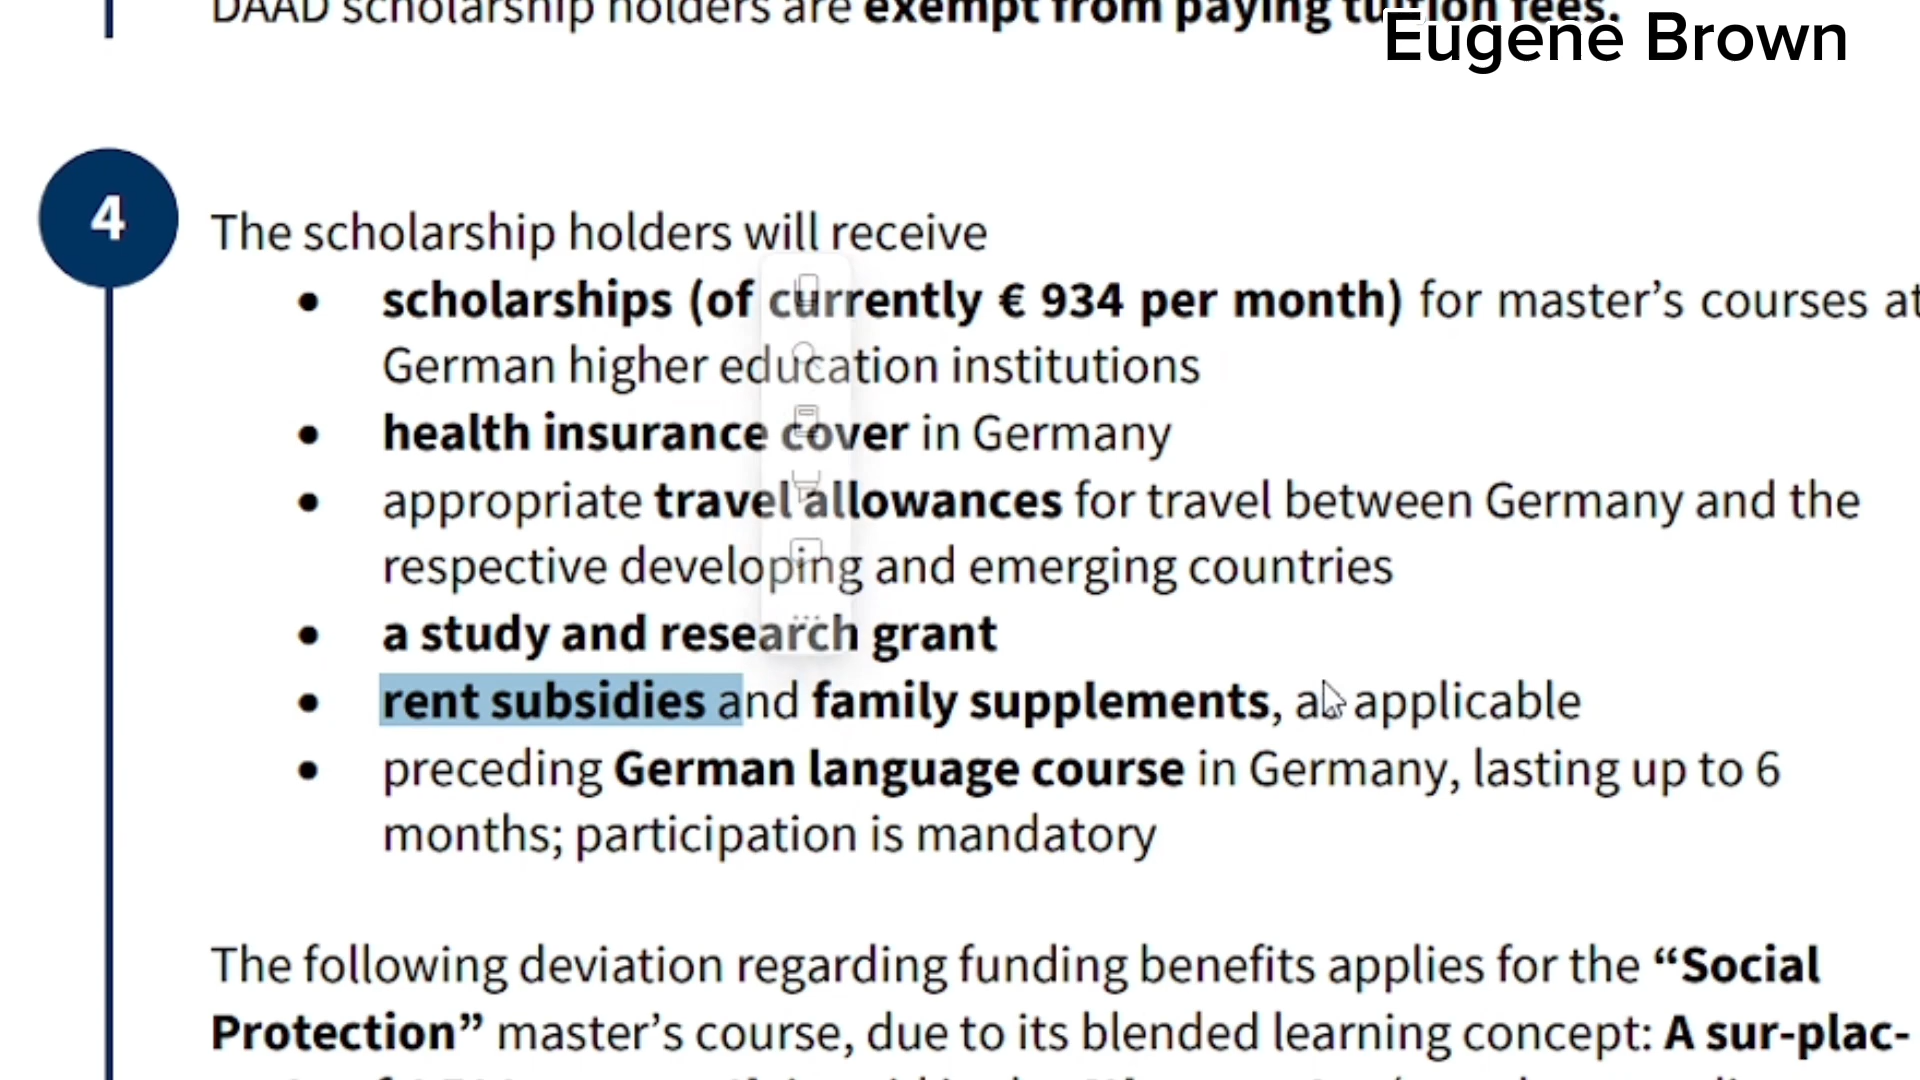 DAAD scholarship holders are exempt from paying tuition fees.
Eugene Brown
4
The scholarship holders will receive
• scholarships (of currently € 934 per month) for master’s courses at
German higher education institutions
• health insurance cover in Germany
• appropriate travel allowances for travel between Germany and the
respective developing and emerging countries
• a study and research grant
• rent subsidies and family supplements, as applicable
• preceding German language course in Germany, lasting up to 6
months; participation is mandatory
The following deviation regarding funding benefits applies for the “Social
Protection” master’s course, due to its blended learning concept: A sur-plac-